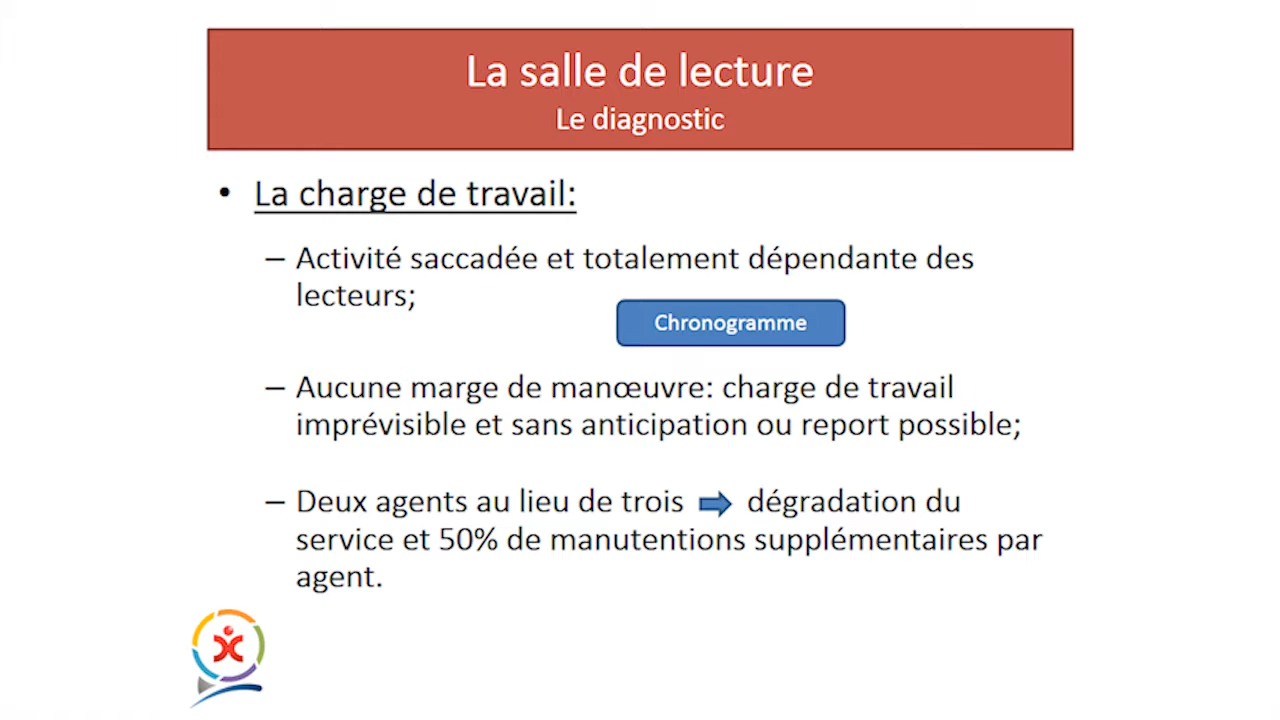 La salle de lecture
Le diagnostic
• La charge de travail:
– Activité saccadée et totalement dépendante des
lecteurs;
Chronogramme
– Aucune marge de manœuvre: charge de travail
imprévisible et sans anticipation ou report possible;
– Deux agents au lieu de trois ➡ dégradation du
service et 50% de manutentions supplémentaires par
agent.